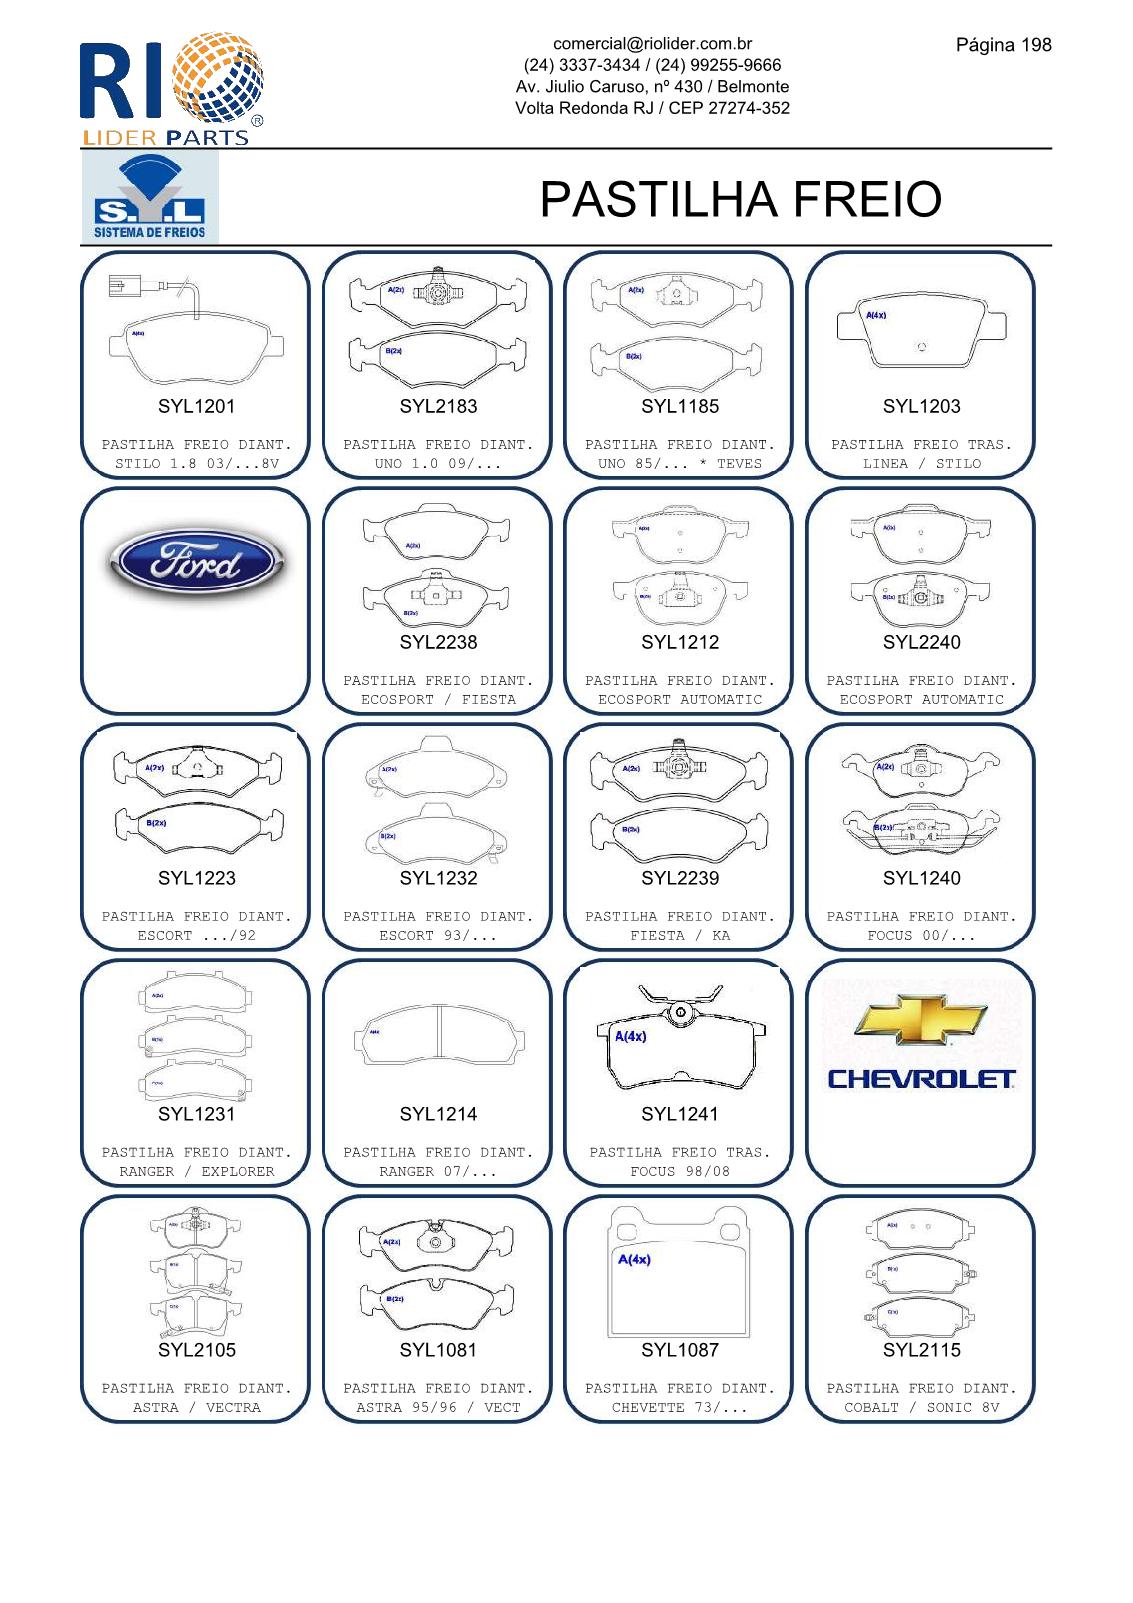 RIO
LIDER PARTS
®
comercial@riolider.com.br
(24) 3337-3434 / (24) 99255-9666
Av. Jiulio Caruso, nº 430 / Belmonte
Volta Redonda RJ / CEP 27274-352
Página 198
S.Y.L
SISTEMA DE FREIOS
PASTILHA FREIO
A(4x)
SYL1201
PASTILHA FREIO DIANT.
STILO 1.8 03/...8V
A(2x)
B(2x)
SYL2183
PASTILHA FREIO DIANT.
UNO 1.0 09/...
A(2x)
B(2x)
SYL1185
PASTILHA FREIO DIANT.
UNO 85/... * TEVES
A(4x)
SYL1203
PASTILHA FREIO TRAS.
LINEA / STILO
Ford
A(2x)
B(2x)
SYL2238
PASTILHA FREIO DIANT.
ECOSPORT / FIESTA
A(2x)
B(2x)
SYL1212
PASTILHA FREIO DIANT.
ECOSPORT AUTOMATIC
A(2x)
B(2x)
SYL2240
PASTILHA FREIO DIANT.
ECOSPORT AUTOMATIC
A(2x)
B(2x)
SYL1223
PASTILHA FREIO DIANT.
ESCORT .../92
A(2x)
B(2x)
SYL1232
PASTILHA FREIO DIANT.
ESCORT 93/...
A(2x)
B(2x)
SYL2239
PASTILHA FREIO DIANT.
FIESTA / KA
A(2x)
B(2x)
SYL1240
PASTILHA FREIO DIANT.
FOCUS 00/...
SYL1231
PASTILHA FREIO DIANT.
RANGER / EXPLORER
A(4x)
SYL1214
PASTILHA FREIO DIANT.
RANGER 07/...
A(4x)
SYL1241
PASTILHA FREIO TRAS.
FOCUS 98/08
CHEVROLET
SYL2105
PASTILHA FREIO DIANT.
ASTRA / VECTRA
A(2x)
B(2x)
SYL1081
PASTILHA FREIO DIANT.
ASTRA 95/96 / VECT
A(4x)
SYL1087
PASTILHA FREIO DIANT.
CHEVETTE 73/...
SYL2115
PASTILHA FREIO DIANT.
COBALT / SONIC 8V